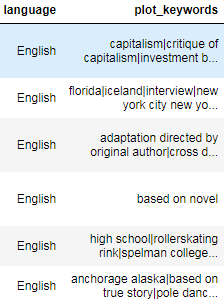 language plot_keywords
English capitalism|critique of
capitalism|investment b...
English florida|iceland|interview|new
york city new yo...
English adaptation directed by
original author|cross d...
English based on novel
English high school|rollerskating
rink|spelman college...
English anchorage alaska|based on
true story|pole danc...